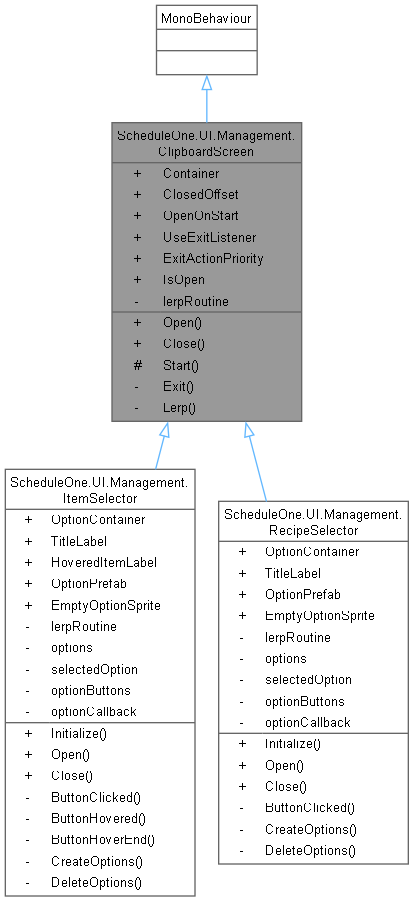 MonoBehaviour
ScheduleOne.UI.Management.
ClipboardScreen
+ Container
+ ClosedOffset
+ OpenOnStart
+ UseExitListener
+ ExitActionPriority
+ IsOpen
- lerpRoutine
+ Open()
+ Close()
# Start()
- Exit()
- Lerp()
ScheduleOne.UI.Management.
ItemSelector
+ OptionContainer
+ TitleLabel
+ HoveredItemLabel
+ OptionPrefab
+ EmptyOptionSprite
- lerpRoutine
- options
- selectedOption
- optionButtons
- optionCallback
+ Initialize()
+ Open()
+ Close()
- ButtonClicked()
- ButtonHovered()
- ButtonHoverEnd()
- CreateOptions()
- DeleteOptions()
ScheduleOne.UI.Management.
RecipeSelector
+ OptionContainer
+ TitleLabel
+ OptionPrefab
+ EmptyOptionSprite
- lerpRoutine
- options
- selectedOption
- optionButtons
- optionCallback
+ Initialize()
+ Open()
+ Close()
- ButtonClicked()
- CreateOptions()
- DeleteOptions()